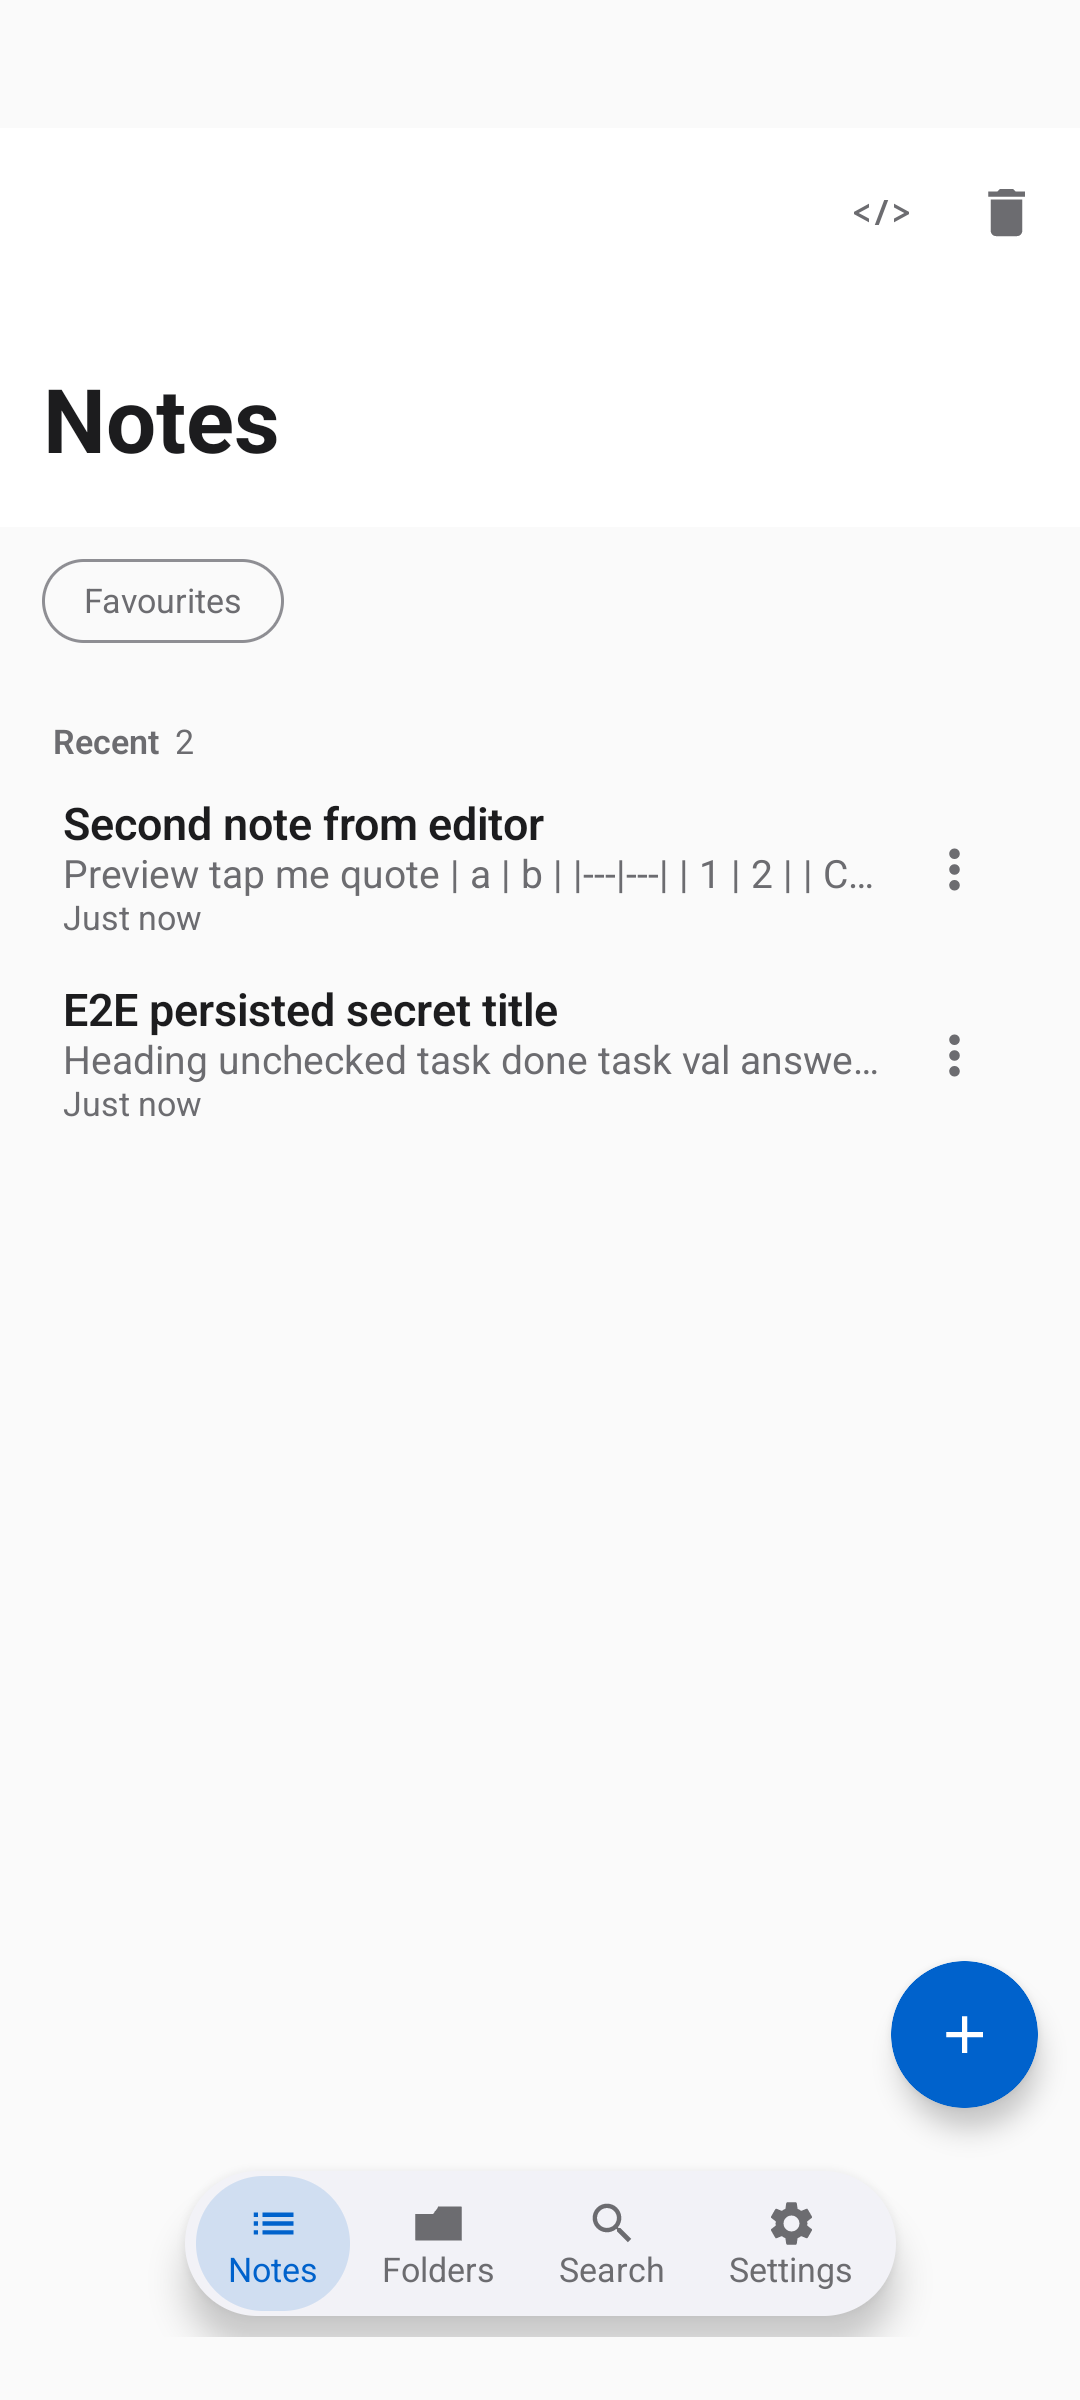 </>
Notes
Favourites
Recent 2
Second note from editor
Preview tap me quote | a | b | |---|---| | 1 | 2 | | C...
Just now
E2E persisted secret title
Heading unchecked task done task val answe...
Just now
Notes Folders Search Settings